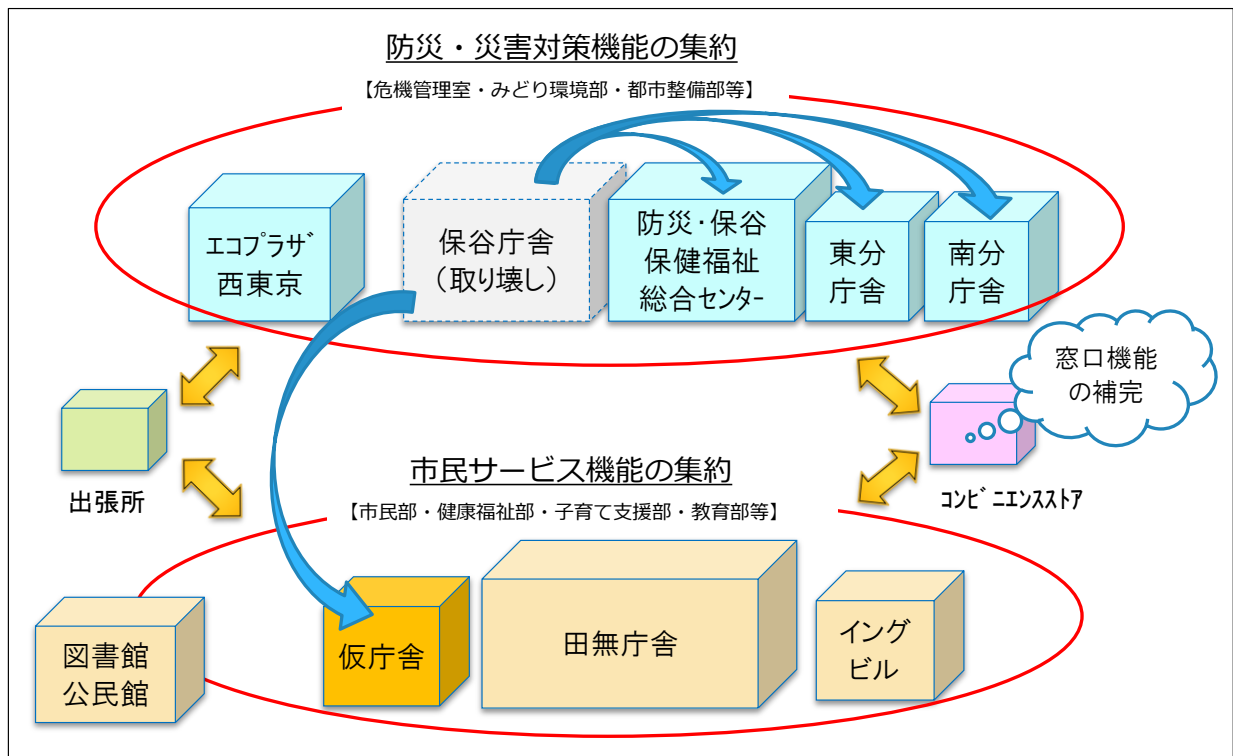 防災・災害対策機能の集約
【危機管理室・みどり環境部・都市整備部等】
ｴｺﾌﾟﾗｻﾞ
西東京
保谷庁舎
（取り壊し）
防災･保谷
保健福祉
総合ｾﾝﾀｰ
東分
庁舎
南分
庁舎
窓口機能
の補完
出張所
ｺﾝﾋﾞﾆｴﾝｽｽﾄｱ
市民サービス機能の集約
【市民部・健康福祉部・子育て支援部・教育部等】
図書館
公民館
仮庁舎
田無庁舎
イング
ビル